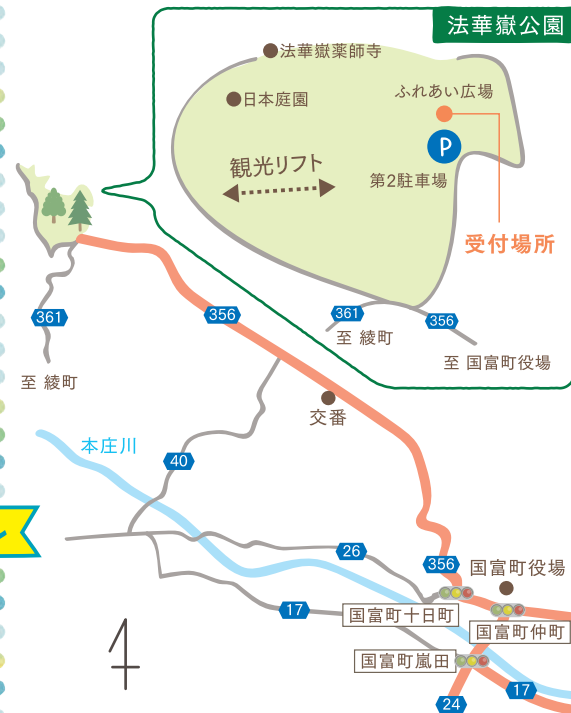 法華嶽公園
法華嶽薬師寺
日本庭園
ふれあい広場
P
第2駐車場
観光リフト
受付場所
361
至 綾町
356
至 国富町役場
361
356
至 綾町
交番
本庄川
40
26
356
国富町役場
17
国富町十日町
国富町仲町
国富町嵐田
17
24